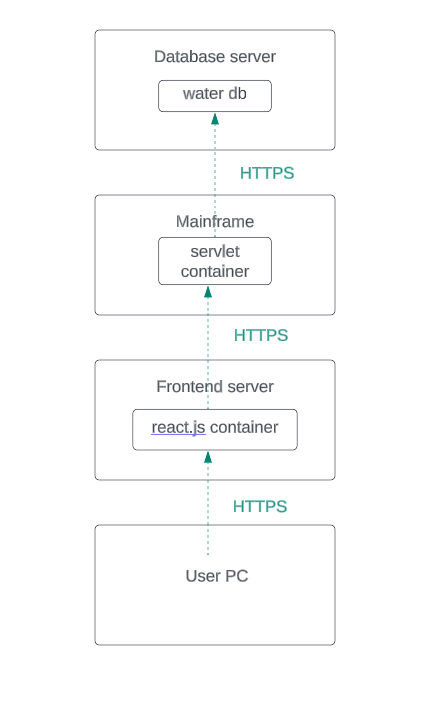 Database server
water db
HTTPS
Mainframe
servlet
container
HTTPS
Frontend server
react.js container
HTTPS
User PC